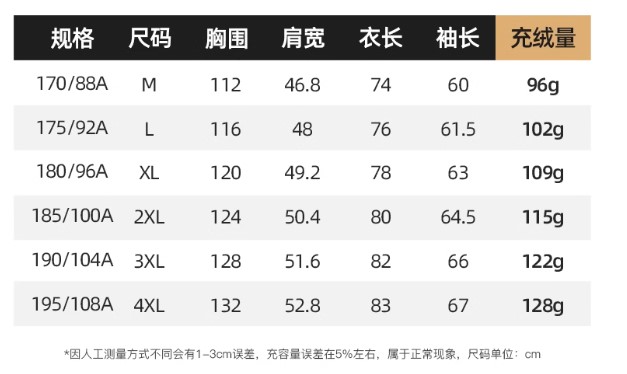 规格 尺码 胸围 肩宽 衣长 袖长 充绒量
170/88A M 112 46.8 74 60 96g
175/92A L 116 48 76 61.5 102g
180/96A XL 120 49.2 78 63 109g
185/100A 2XL 124 50.4 80 64.5 115g
190/104A 3XL 128 51.6 82 66 122g
195/108A 4XL 132 52.8 83 67 128g
*因人工测量方式不同会有1-3cm误差，充容量误差在5%左右，属于正常现象，尺码单位：cm